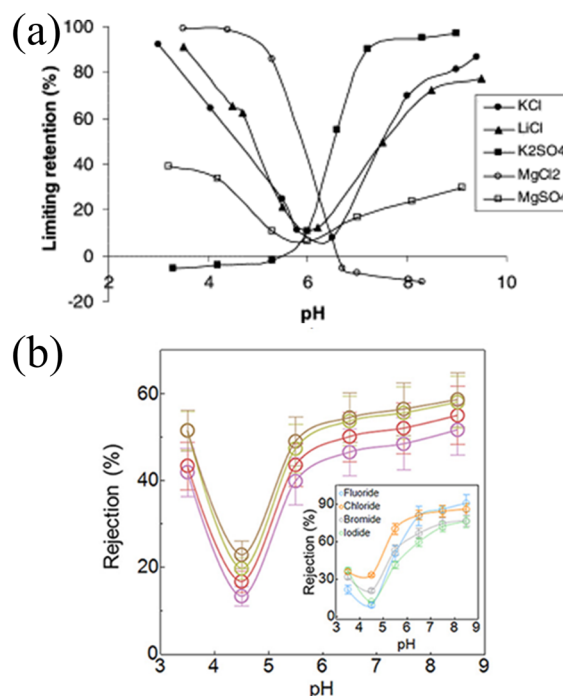 (a)
Limiting retention (%)
100
80
60
40
20
0
-20
2
4
6
8
10
pH
KCl
LiCl
K2SO4
MgCl2
MgSO4
(b)
Rejection (%)
60
40
20
0
3
4
5
6
7
8
9
pH
Rejection (%)
90
60
30
0
Fluoride
Chloride
Bromide
Iodide
3
4
5
6
7
8
9
pH